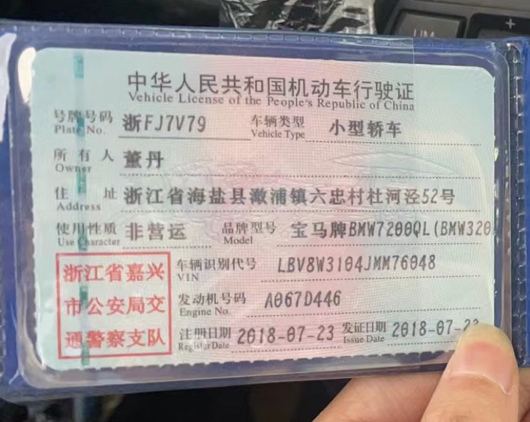 中华人民共和国机动车行驶证
Vehicle License of the People's Republic of China
号牌号码 浙FJ7V79 车辆类型 小型轿车
Plate No. Vehicle Type
所有人 董丹
Owner
住址 浙江省海盐县澉浦镇六忠村杜河泾52号
Address
使用性质 非营运 品牌型号 宝马牌BMW7200QL(BMW320
Use Character Model
浙江省嘉兴
市公安局交
通警察支队
车辆识别代号 LBV8W3104JMM76048
VIN
发动机号码 A067D446
Engine No.
注册日期 2018-07-23 发证日期 2018-07-23
Register Date Issue Date